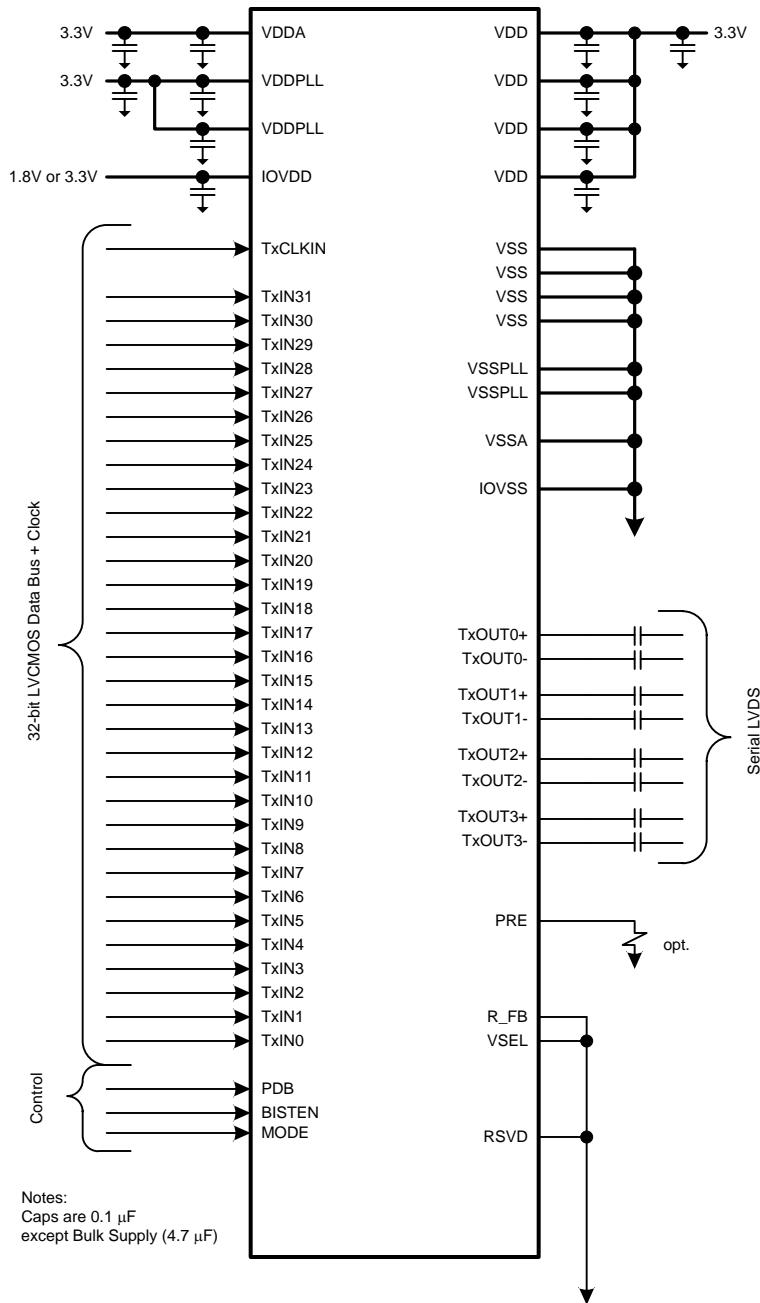 3.3V
VDDA
VDD
3.3V
3.3V
VDDPLL
VDD
VDDPLL
VDD
1.8V or 3.3V
IOVDD
VDD
32-bit LVCMOS Data Bus + Clock
TxCLKIN
TxIN31
TxIN30
TxIN29
TxIN28
TxIN27
TxIN26
TxIN25
TxIN24
TxIN23
TxIN22
TxIN21
TxIN20
TxIN19
TxIN18
TxIN17
TxIN16
TxIN15
TxIN14
TxIN13
TxIN12
TxIN11
TxIN10
TxIN9
TxIN8
TxIN7
TxIN6
TxIN5
TxIN4
TxIN3
TxIN2
TxIN1
TxIN0
Control
PDB
BISTEN
MODE
VSS
VSS
VSS
VSS
VSSPLL
VSSPLL
VSSA
IOVSS
TxOUT0+
TxOUT0-
TxOUT1+
TxOUT1-
TxOUT2+
TxOUT2-
TxOUT3+
TxOUT3-
Serial LVDS
PRE
opt.
R_FB
VSEL
RSVD
Notes:
Caps are 0.1 μF
except Bulk Supply (4.7 μF)